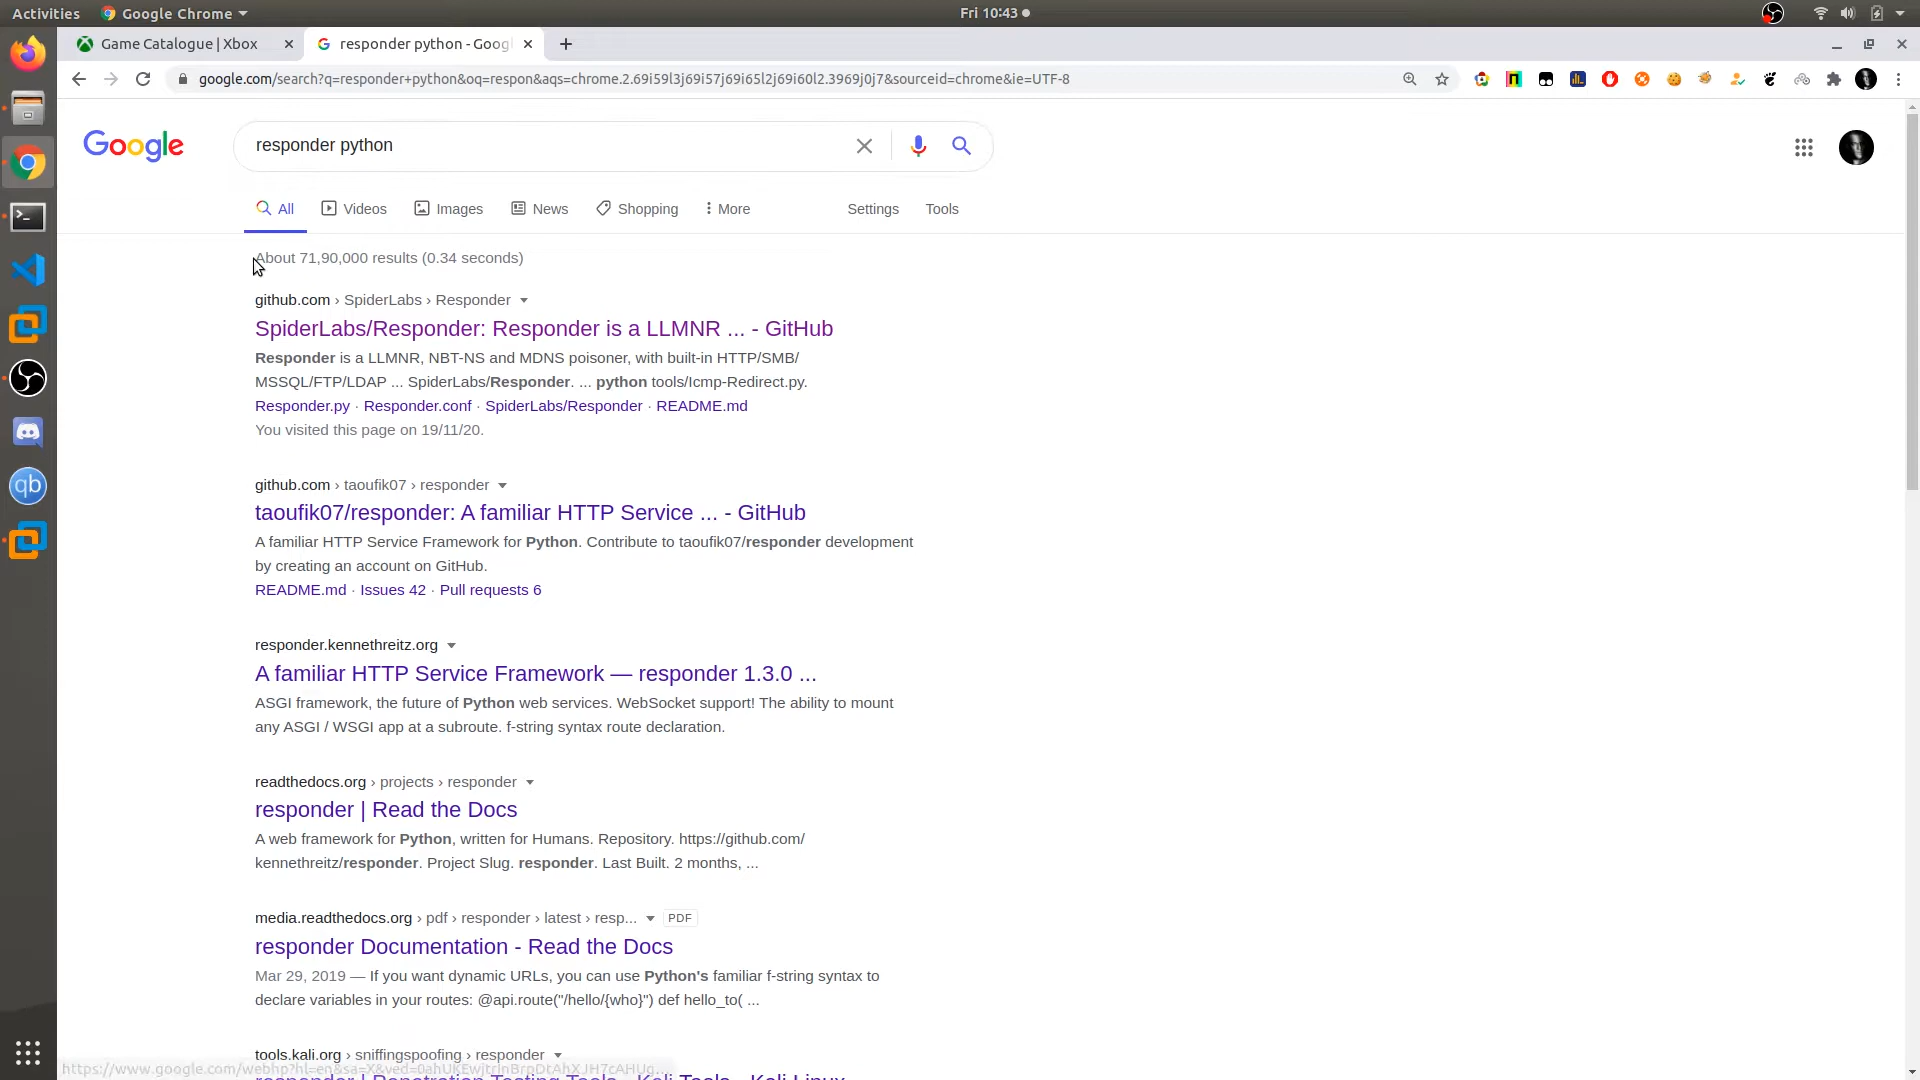 Activities
Google Chrome
Fri 10:43
Game Catalogue | Xbox
responder python - Goog
google.com/search?q=responder+python&oq=respon&aqs=chrome.2.69i59l3j69i57j69i65l2j69i60l2.3969j0j7&sourceid=chrome&ie=UTF-8
Google
responder python
All Videos Images News Shopping More Settings Tools
About 71,90,000 results (0.34 seconds)
github.com › SpiderLabs › Responder
SpiderLabs/Responder: Responder is a LLMNR ... - GitHub
Responder is a LLMNR, NBT-NS and MDNS poisoner, with built-in HTTP/SMB/
MSSQL/FTP/LDAP ... SpiderLabs/Responder. ... python tools/Icmp-Redirect.py.
Responder.py · Responder.conf · SpiderLabs/Responder · README.md
You visited this page on 19/11/20.
github.com › taoufik07 › responder
taoufik07/responder: A familiar HTTP Service ... - GitHub
A familiar HTTP Service Framework for Python. Contribute to taoufik07/responder development
by creating an account on GitHub.
README.md · Issues 42 · Pull requests 6
responder.kennethreitz.org
A familiar HTTP Service Framework — responder 1.3.0 ...
ASGI framework, the future of Python web services. WebSocket support! The ability to mount
any ASGI / WSGI app at a subroute. f-string syntax route declaration.
readthedocs.org › projects › responder
responder | Read the Docs
A web framework for Python, written for Humans. Repository. https://github.com/
kennethreitz/responder. Project Slug. responder. Last Built. 2 months, ...
media.readthedocs.org › pdf › responder › latest › resp... PDF
responder Documentation - Read the Docs
Mar 29, 2019 — If you want dynamic URLs, you can use Python's familiar f-string syntax to
declare variables in your routes: @api.route("/hello/{who}") def hello_to( ...
tools.kali.org › sniffingspoofing › responder
responder | Penetration Testing Tools - Kali Tools - Kali Linux
qb